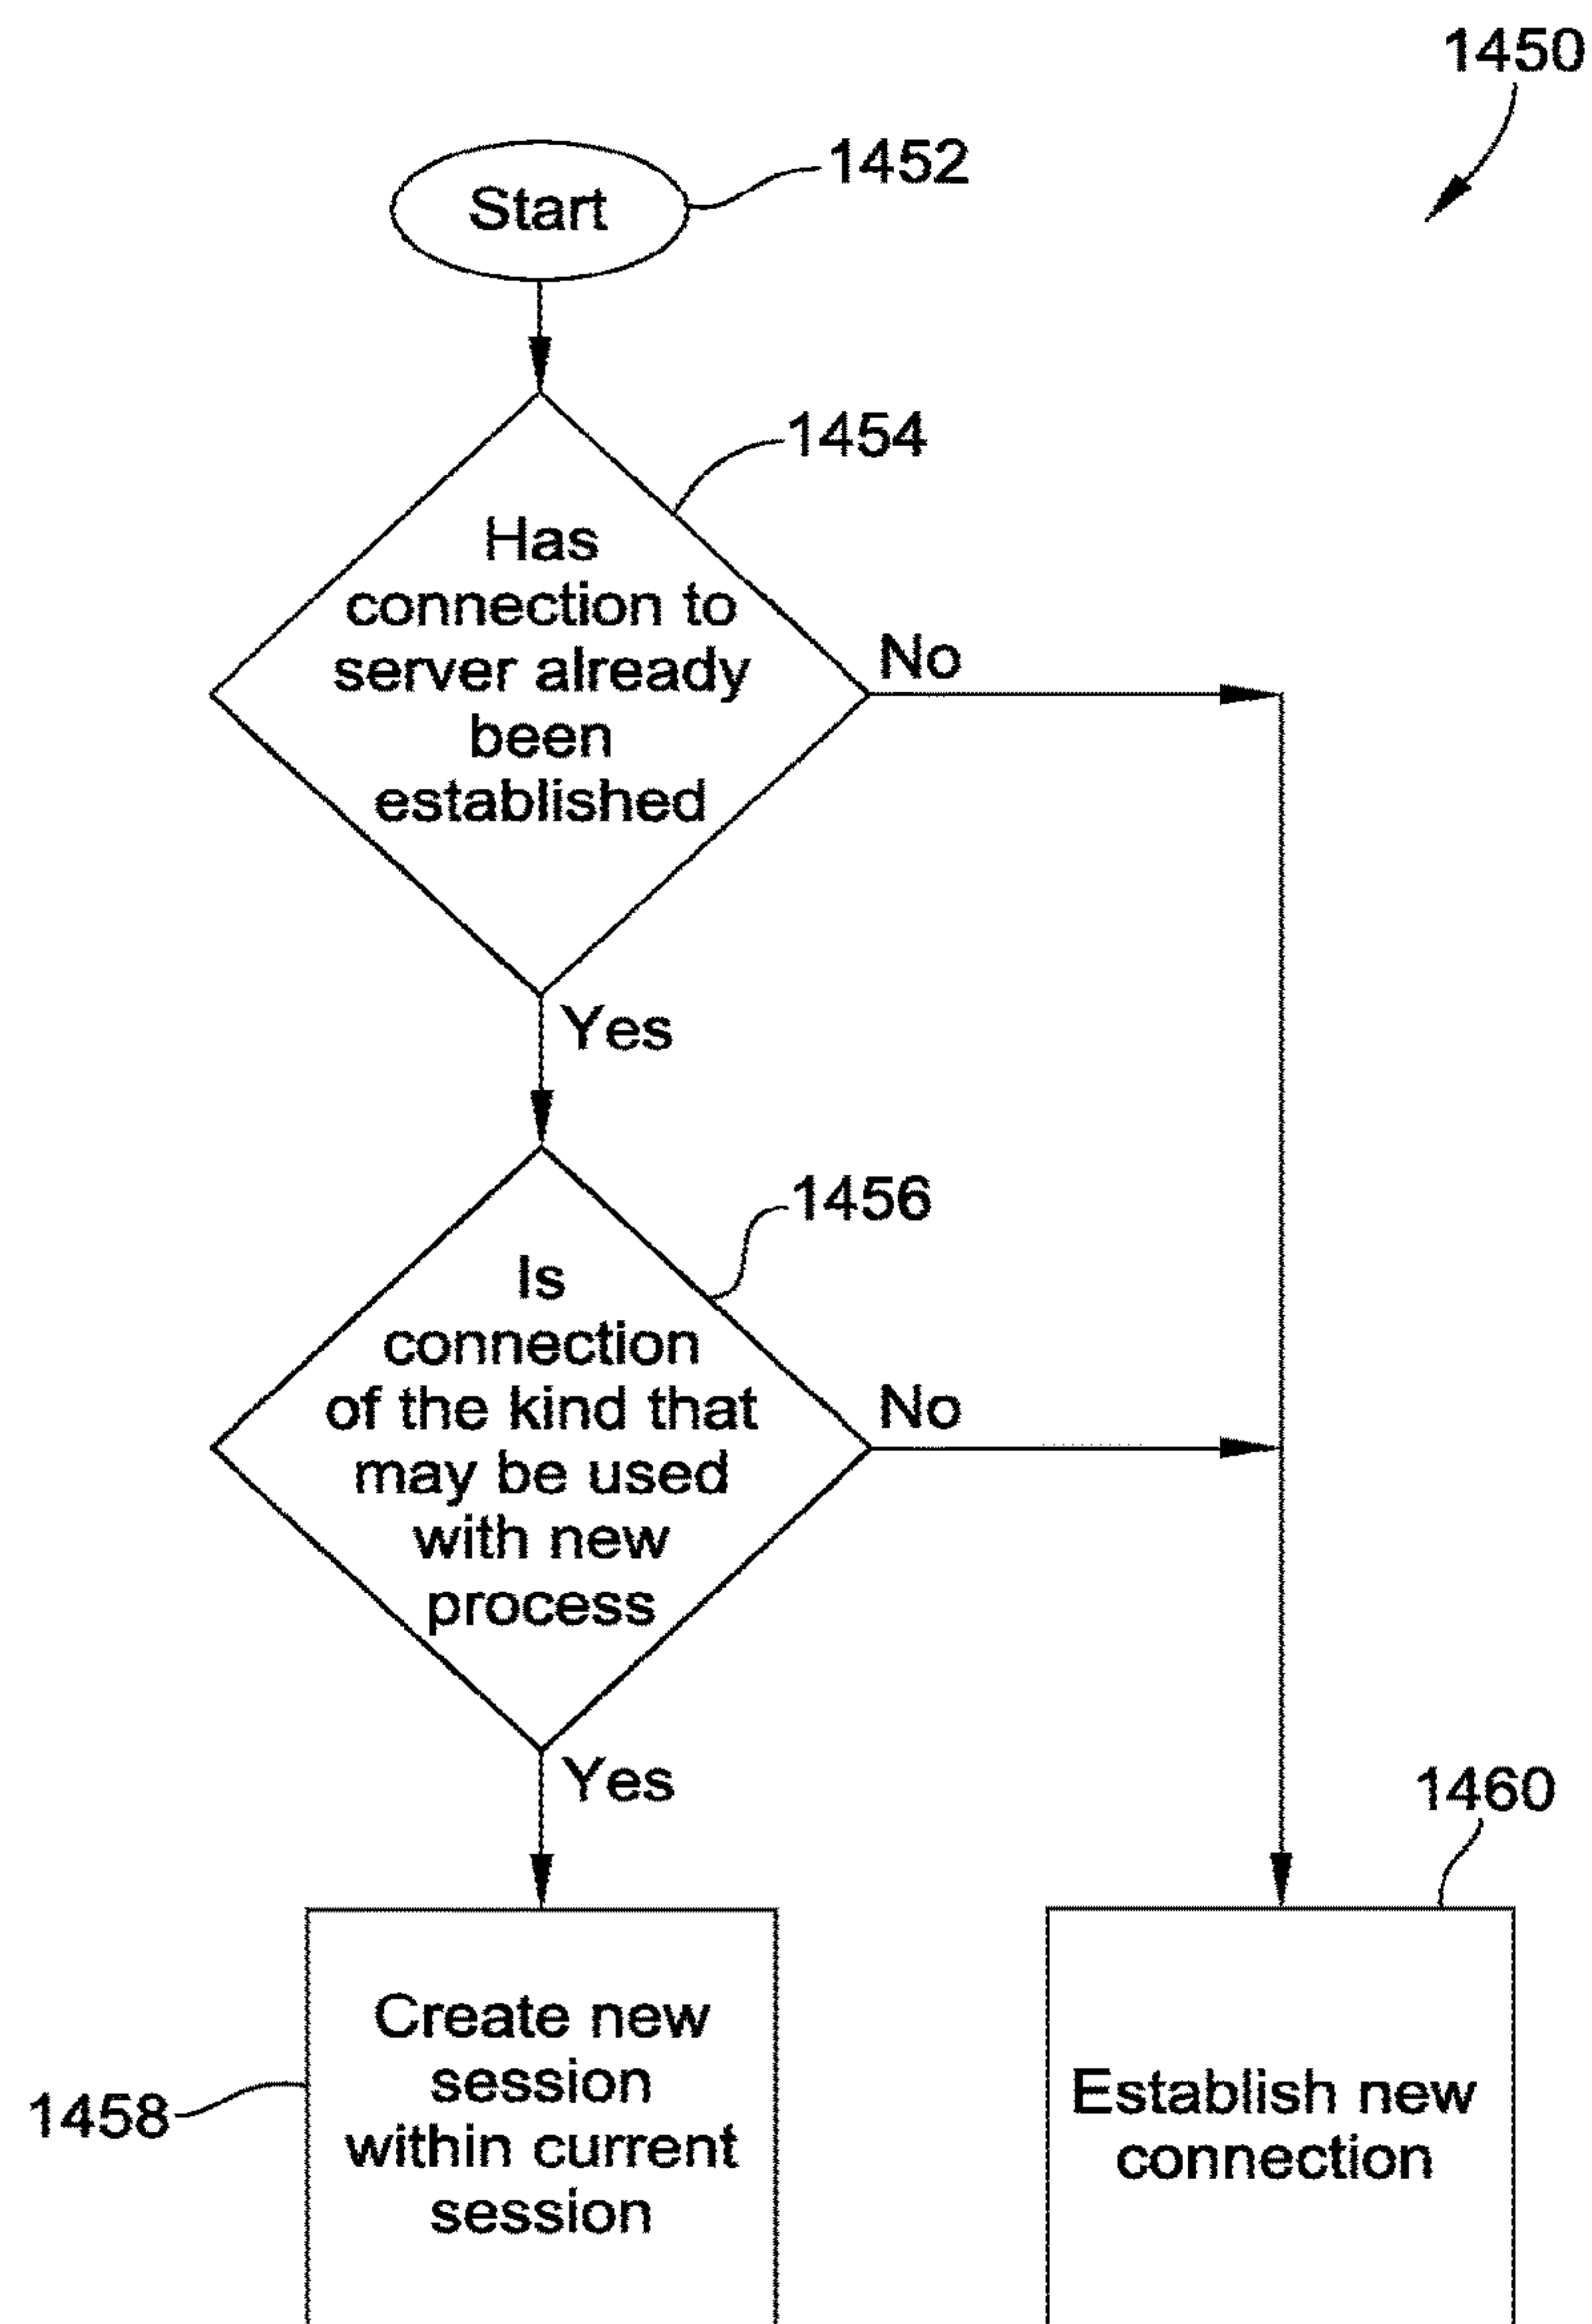 1450
1452
Start
1454
Has
connection to
server already
been
established
No
Yes
1456
Is
connection
of the kind that
may be used
with new
process
No
Yes
1460
Create new
session
within current
session
1458
Establish new
connection